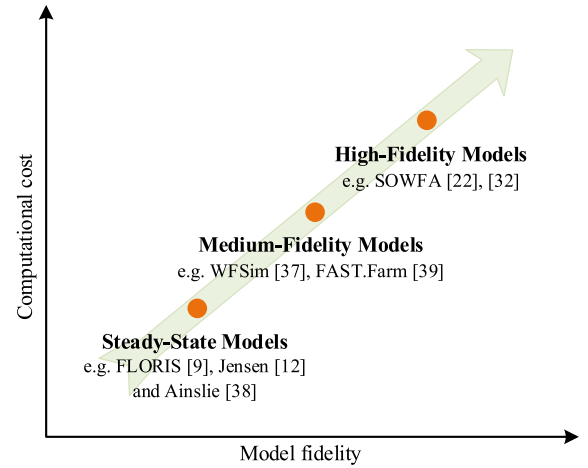 Computational cost
High-Fidelity Models
e.g. SOWFA [22], [32]
Medium-Fidelity Models
e.g. WFSim [37], FAST.Farm [39]
Steady-State Models
e.g. FLORIS [9], Jensen [12]
and Ainslie [38]
Model fidelity